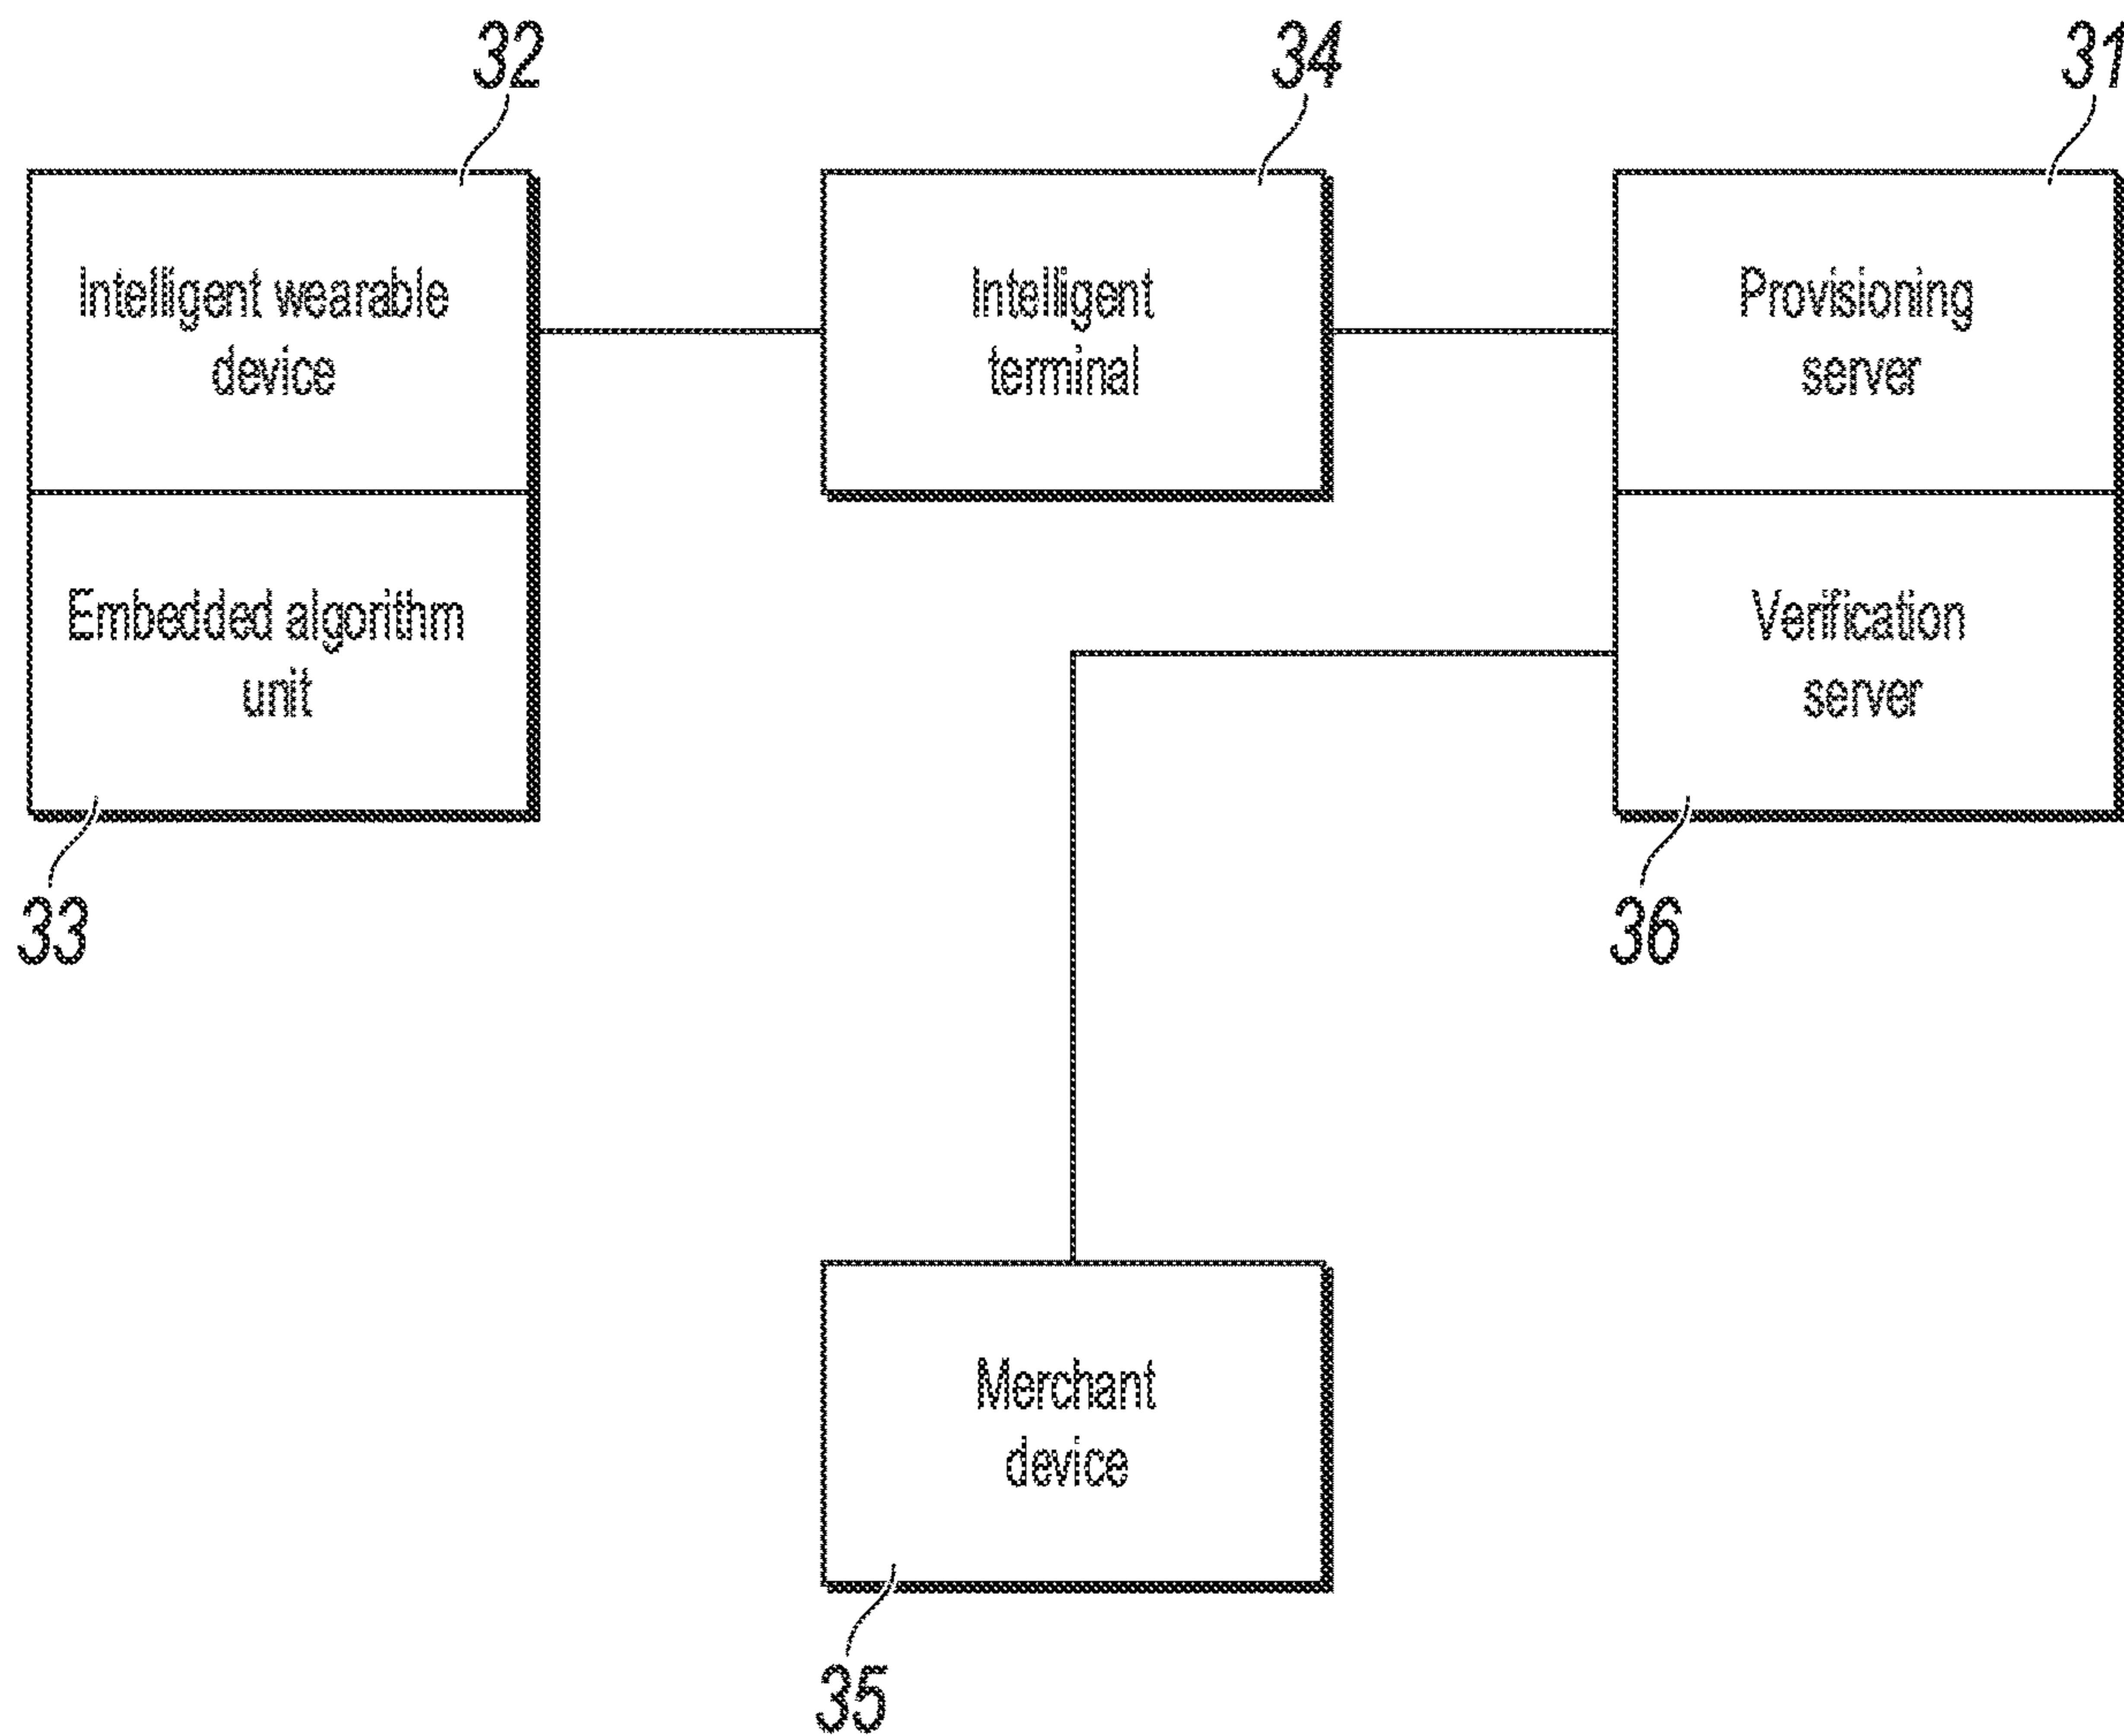 32
34
31
Intelligent wearable
device
Intelligent
terminal
Provisioning
server
Embedded algorithm
unit
Verification
server
33
36
Merchant
device
35